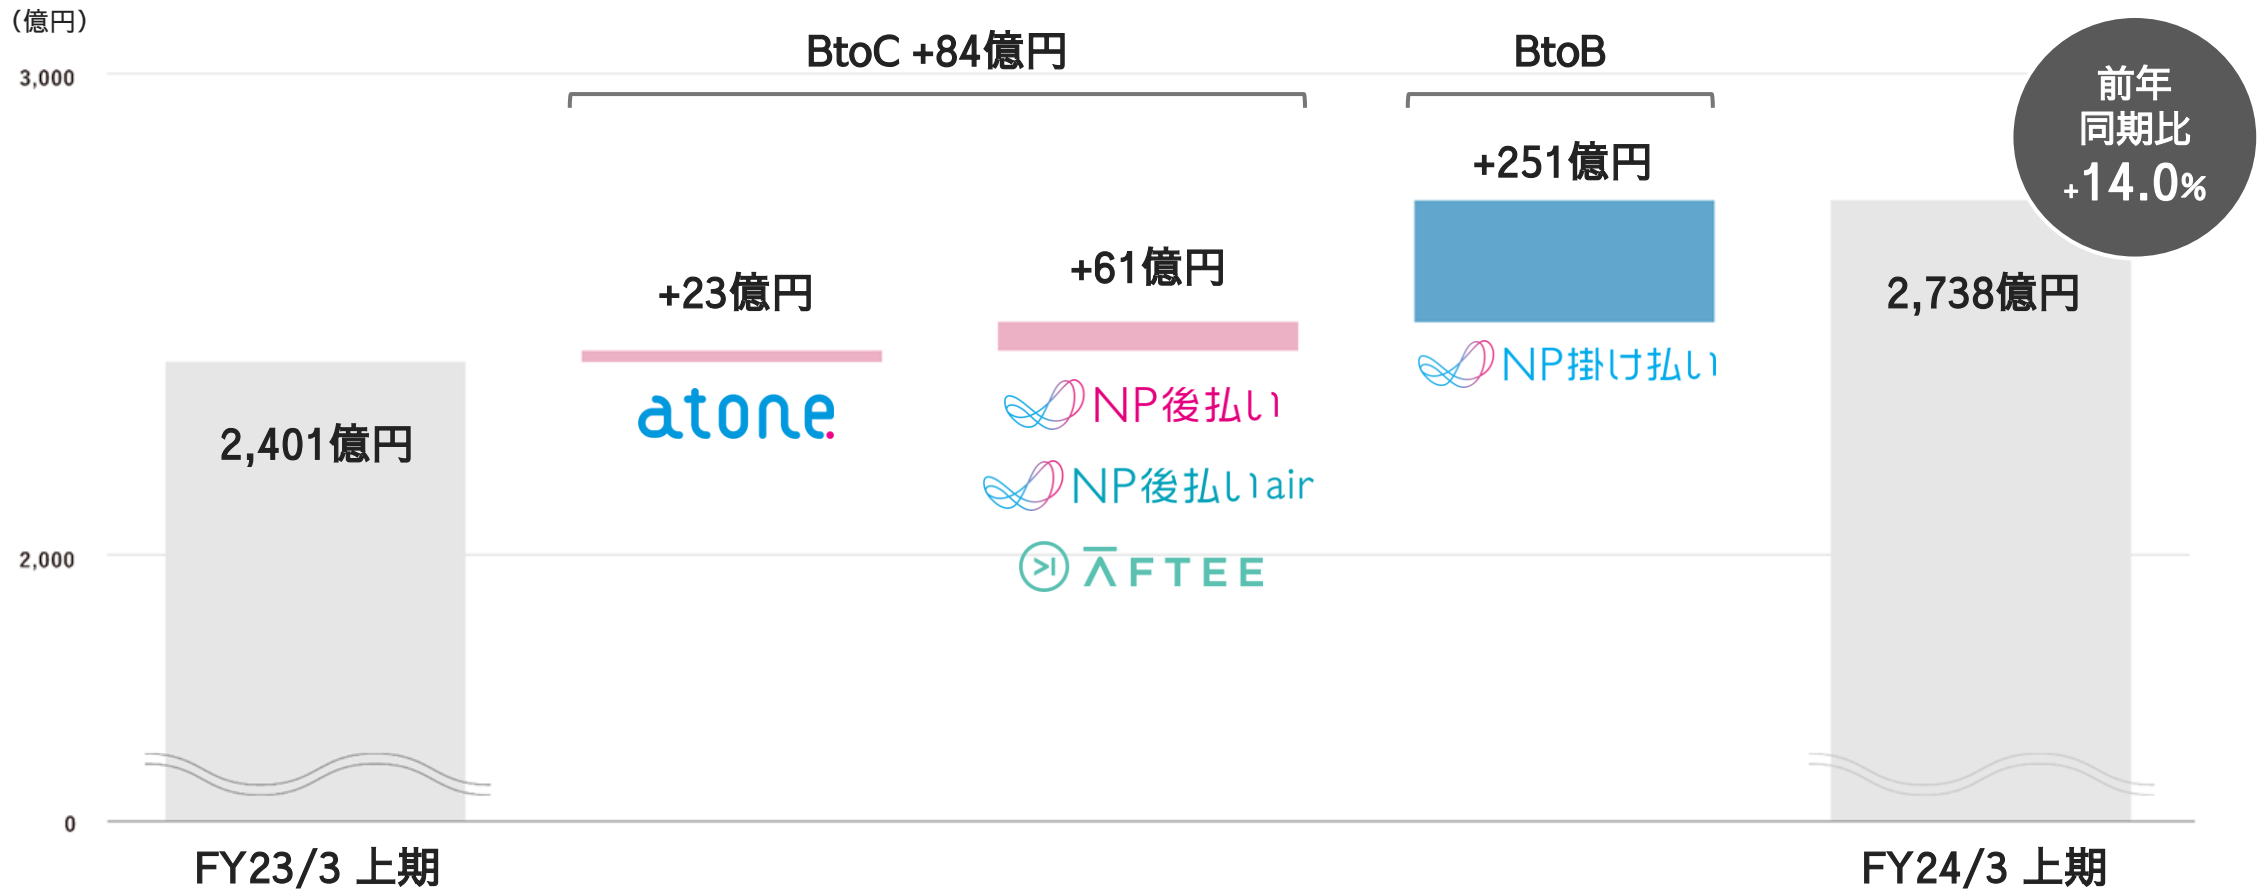 （億円）
3,000
2,000
0
BtoC +84億円
BtoB
前年
同期比
+14.0%
2,401億円
+23億円
atone.
+61億円
NP後払い
NP後払いair
AFTEE
+251億円
NP掛け払い
2,738億円
FY23/3 上期
FY24/3 上期